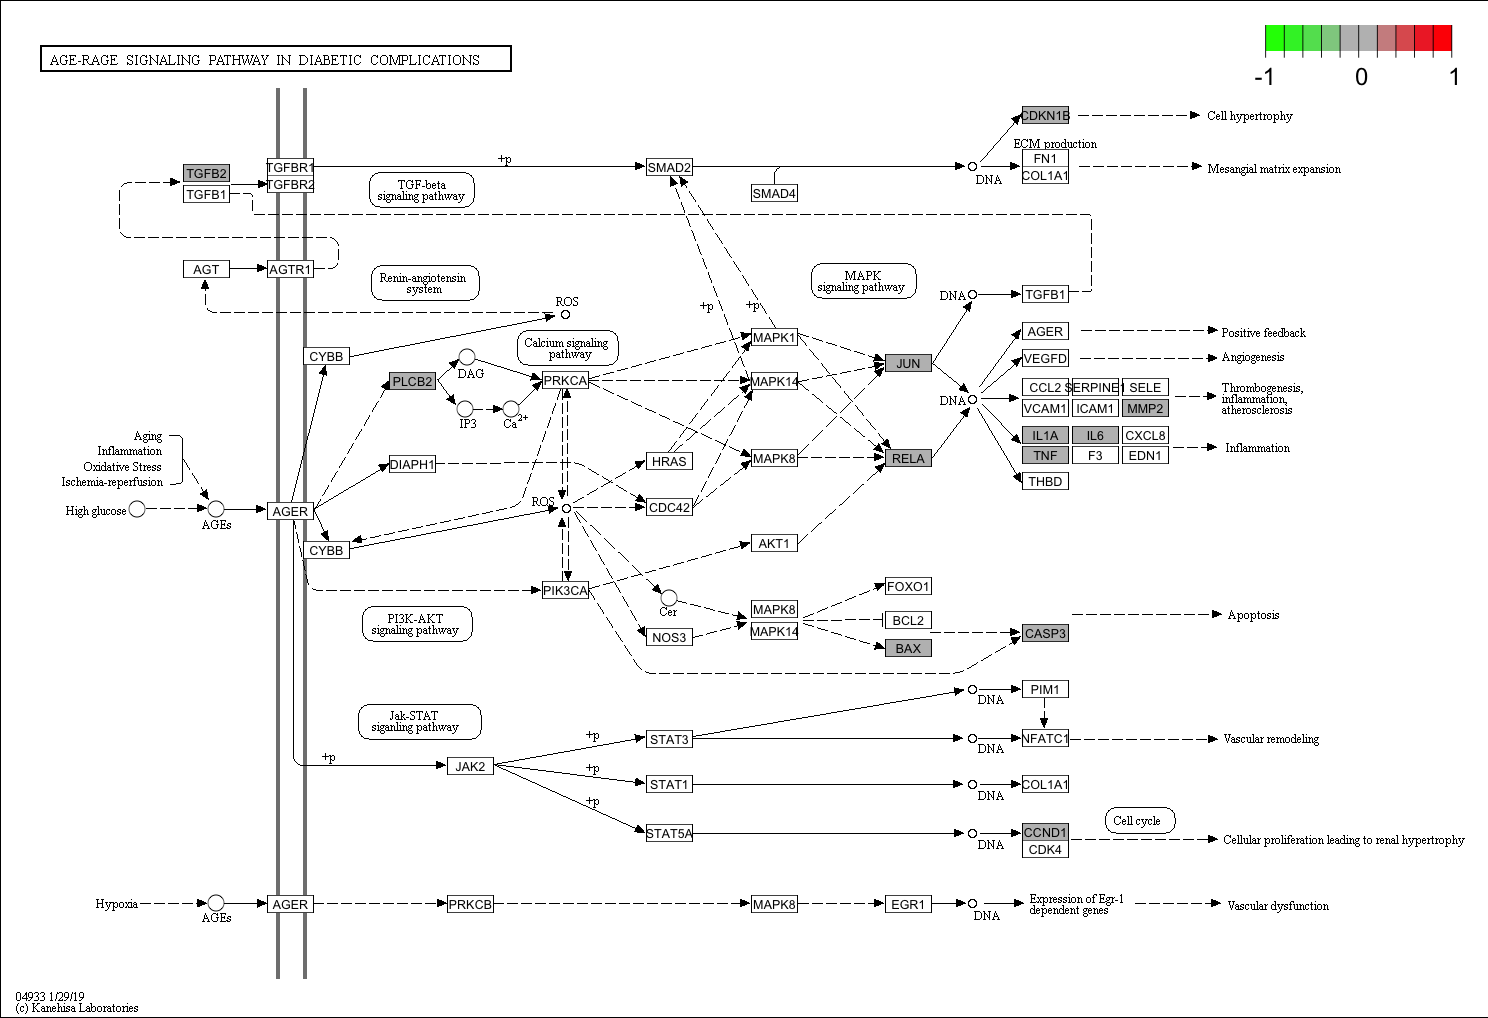 AGE-RAGE SIGNALING PATHWAY IN DIABETIC COMPLICATIONS
-1 0 1
CDKN1B
Cell hypertrophy
ECM production
TGFB2
TGFB1
TGFBR1
TGFBR2
+p
TGF-beta
signaling pathway
SMAD2
SMAD4
DNA
FN1
COL1A1
Mesangial matrix expansion
AGT
AGTR1
Renin-angiotensin
system
ROS
+p
+p
MAPK
signaling pathway
DNA
TGFB1
CYBB
Calcium signaling
pathway
MAPK1
AGER
Positive feedback
PLCB2
DAG
IP3
Ca2+
PRKCA
MAPK14
JUN
VEGFD
Angiogenesis
DNA
CCL2
SERPINE1
SELE
VCAM1
ICAM1
MMP2
Thrombogenesis,
inflammation,
atherosclerosis
Aging
Inflammation
Oxidative Stress
Ischemia-reperfusion
High glucose
AGEs
AGER
DIAPH1
CYBB
ROS
HRAS
CDC42
MAPK8
RELA
IL1A
IL6
CXCL8
TNF
F3
EDN1
Inflammation
THBD
AKT1
PIK3CA
PI3K-AKT
signaling pathway
Cer
NOS3
MAPK8
MAPK14
FOXO1
BCL2
BAX
CASP3
Apoptosis
Jak-STAT
siganling pathway
+p
JAK2
+p
+p
+p
STAT3
STAT1
STAT5A
DNA
PIM1
DNA
NFATC1
Vascular remodeling
DNA
COL1A1
DNA
CCND1
CDK4
Cell cycle
Cellular proliferation leading to renal hypertrophy
Hypoxia
AGEs
AGER
PRKCB
MAPK8
EGR1
DNA
Expression of Egr-1
dependent genes
Vascular dysfunction
04933 1/29/19
(c) Kanehisa Laboratories